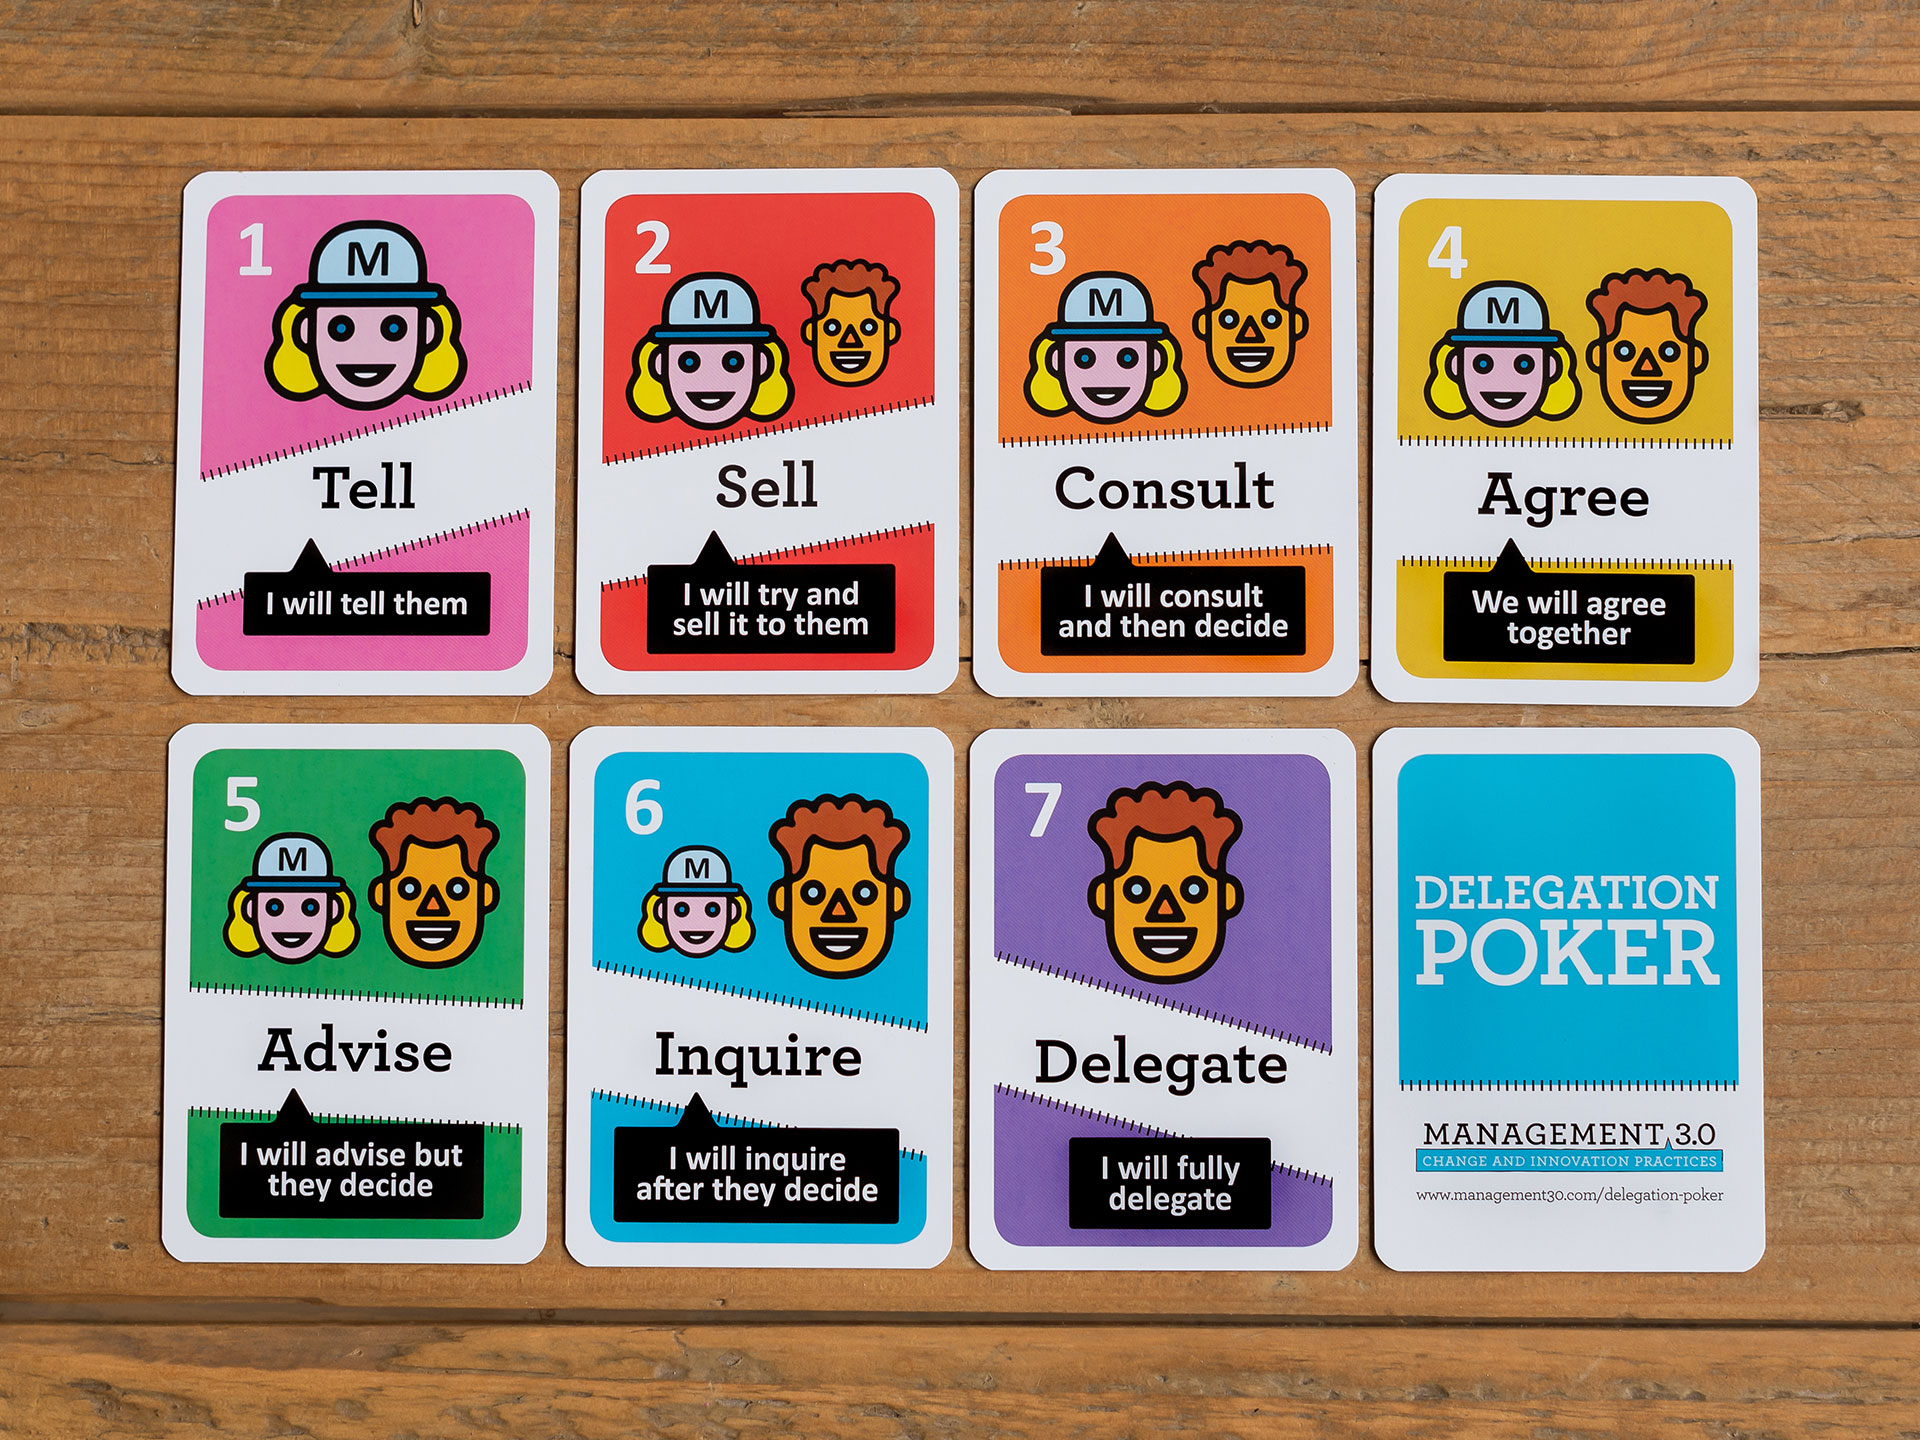 1
M
Tell
I will tell them
2
M
Sell
I will try and
sell it to them
3
M
Consult
I will consult
and then decide
4
M
Agree
We will agree
together
5
M
Advise
I will advise but
they decide
6
M
Inquire
I will inquire
after they decide
7
Delegate
I will fully
delegate
DELEGATION
POKER
MANAGEMENT 3.0
CHANGE AND INNOVATION PRACTICES
www.management30.com/delegation-poker